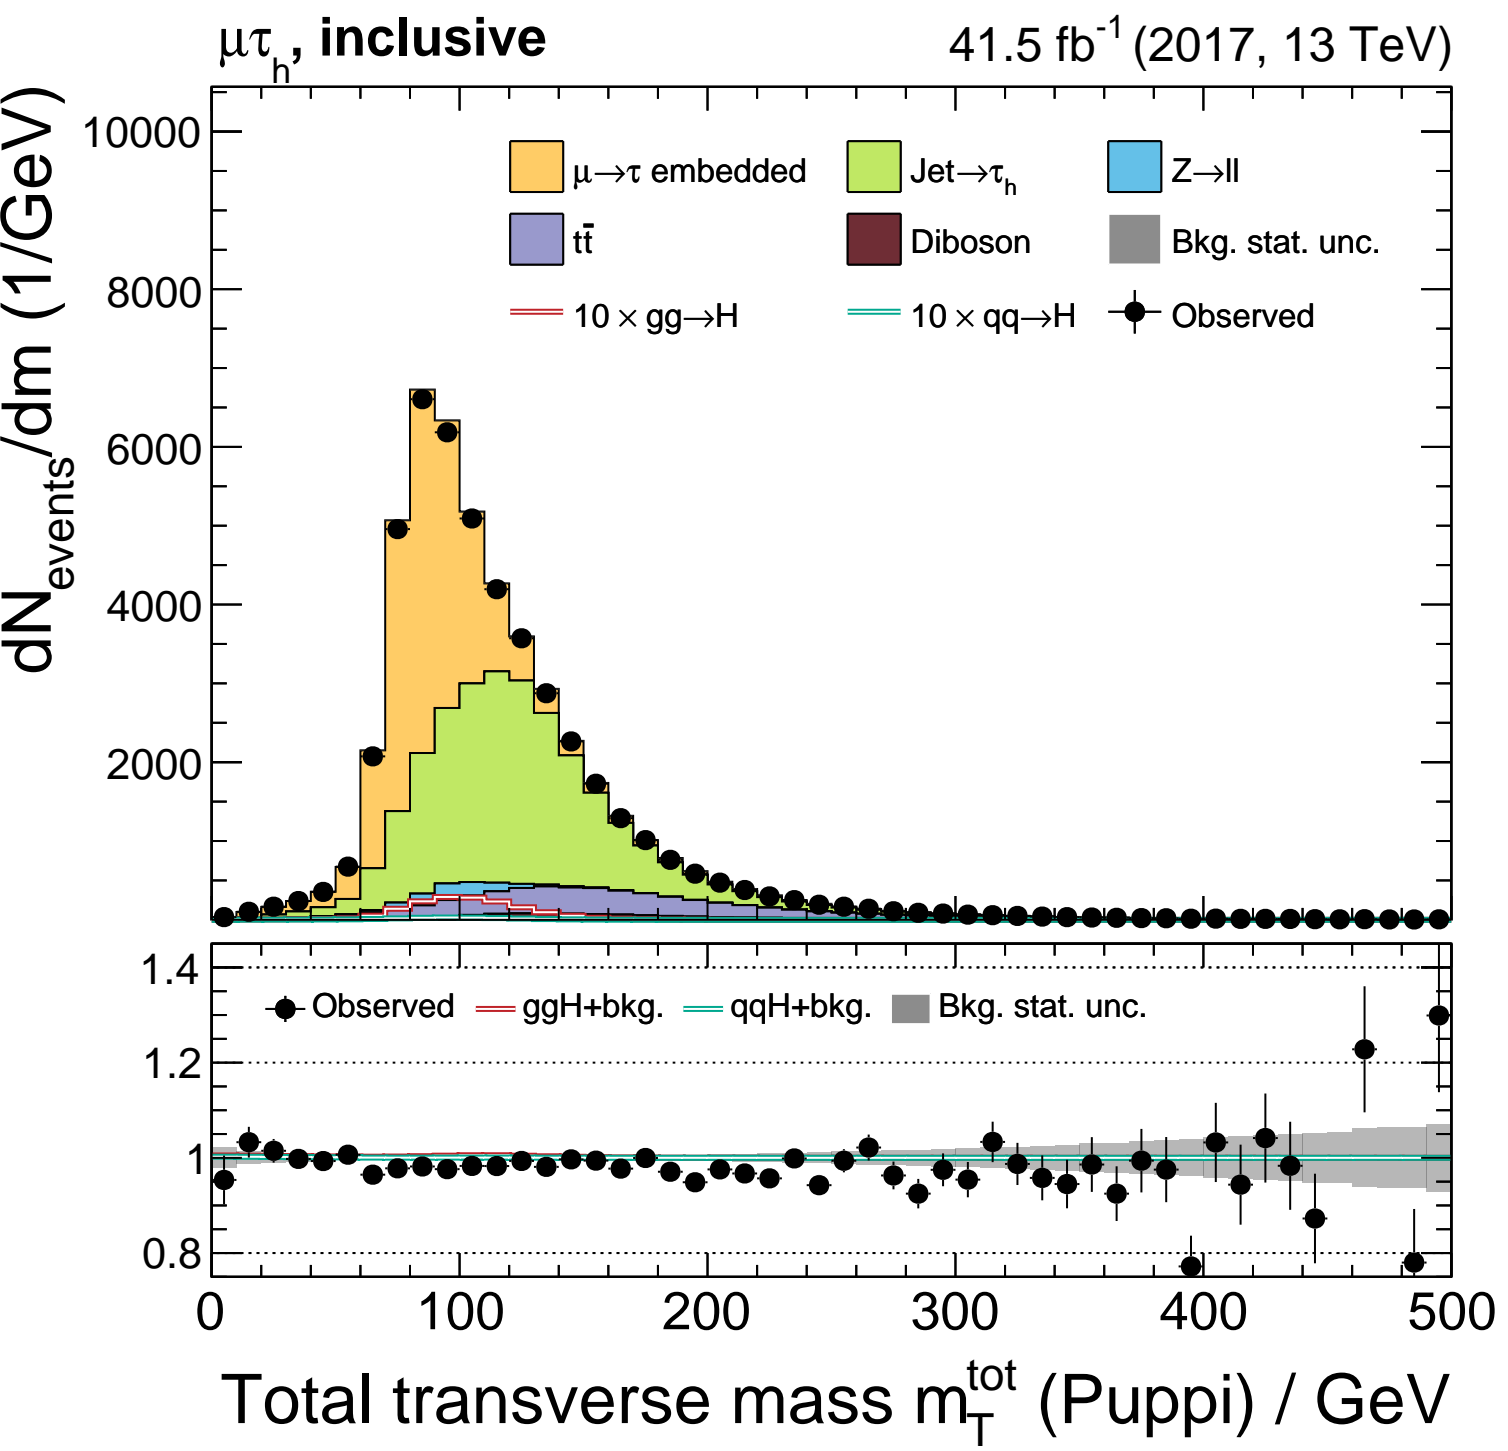 μτh, inclusive 41.5 fb-1 (2017, 13 TeV)
dNevents/dm (1/GeV)
10000
8000
6000
4000
2000
μ→τ embedded Jet→τh Z→ll
tt̄ Diboson Bkg. stat. unc.
10 × gg→H 10 × qq→H Observed
1.4
1.2
1
0.8
Observed ggH+bkg. qqH+bkg. Bkg. stat. unc.
0 100 200 300 400 500
Total transverse mass mTtot (Puppi) / GeV